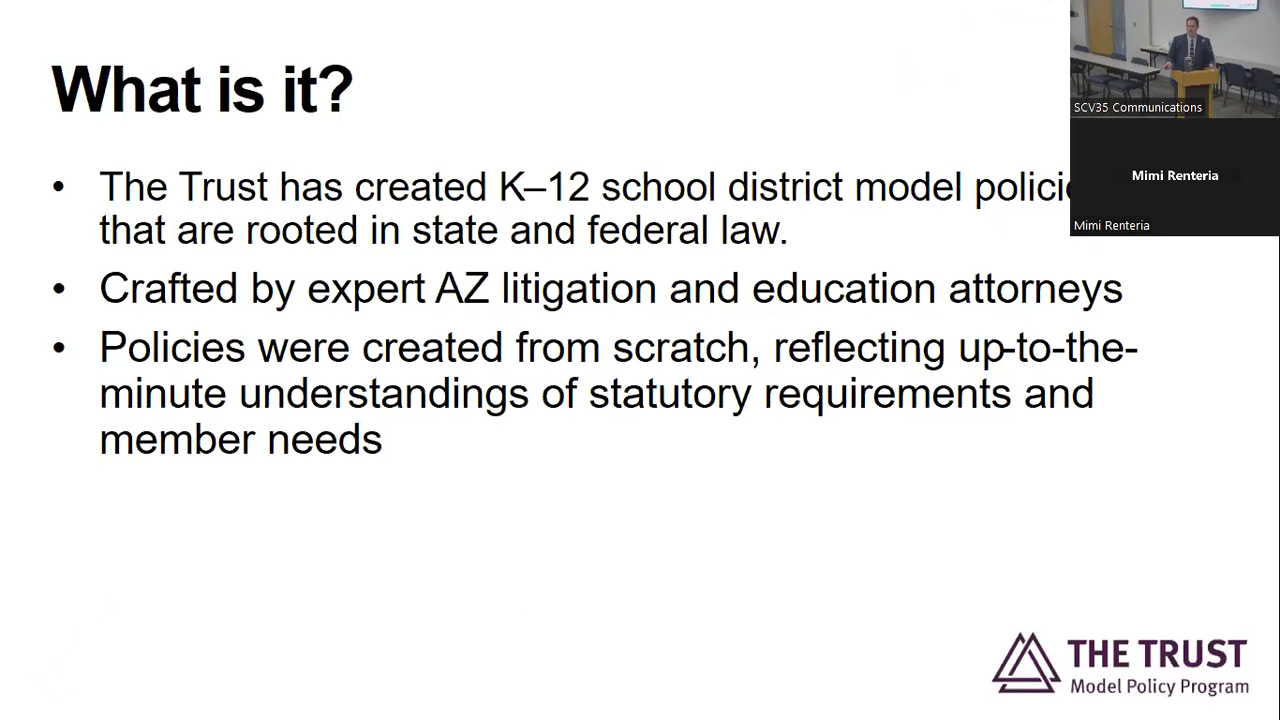 What is it?
• The Trust has created K–12 school district model policie
that are rooted in state and federal law.
• Crafted by expert AZ litigation and education attorneys
• Policies were created from scratch, reflecting up-to-the-
minute understandings of statutory requirements and
member needs
SCV35 Communications
Mimi Renteria
Mimi Renteria
THE TRUST
Model Policy Program